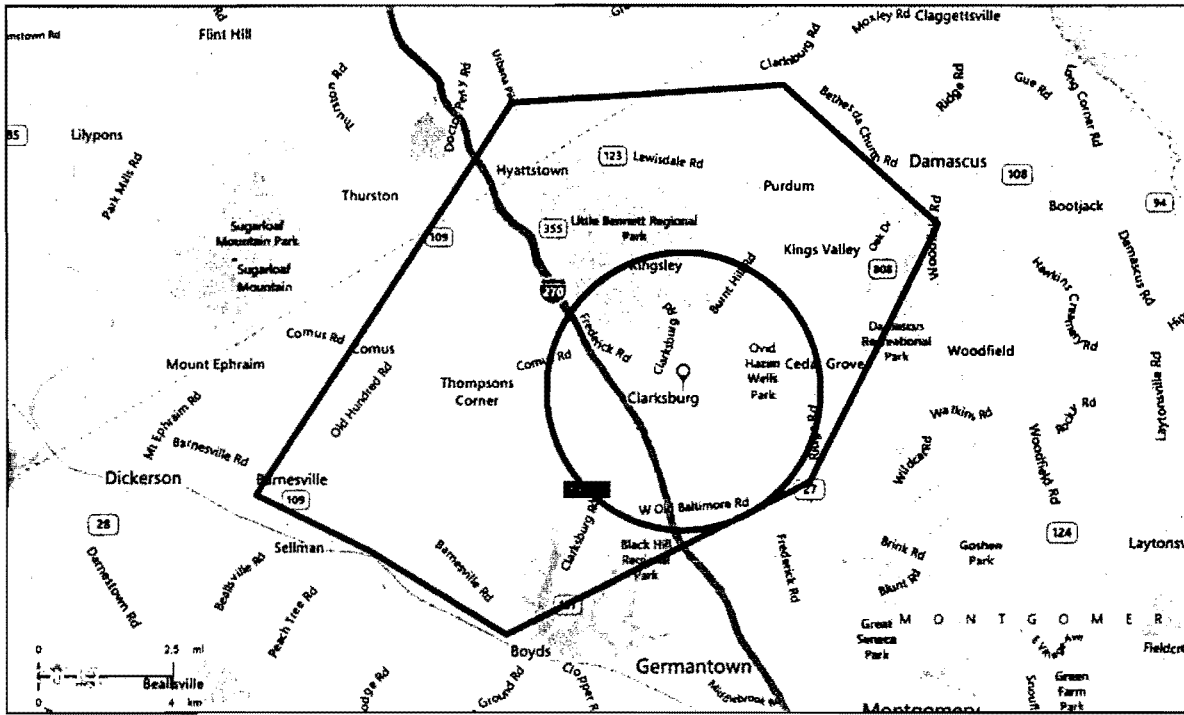 Rd
Moxley Rd
Claggettsville
Flint Hill
Clarksburg Rd
Thurston Rd
Doctor Perry Rd
Ridge Rd
Gue Rd
Long Corner Rd
85
Lilypons
Bethesda Church Rd
Hyattstown
123
Lewisdale Rd
Damascus
108
Park Mills Rd
Thurston
Purdum
Bootjack
94
Sugarloaf
Mountain Park
109
355
Little Bennett Regional
Park
Oak Dr
Kings Valley
Sugarloaf
Mountain
Kingsley
Burnt Hill Rd
808
Damascus Rd
Hawkins Creamery Rd
270
Comus Rd
Comus
Frederick Rd
Clarksburg Rd
Damascus
Recreational
Park
Woodfield
Mount Ephraim
Comus Rd
Ovid
Hazen
Wells
Park
Cedar Grove
Thompsons
Corner
Old Hundred Rd
Clarksburg
Laytonsville Rd
Mt Ephraim Rd
Watkins Rd
Rocky Rd
Barnesville Rd
Ridge Rd
Wildcat Rd
Woodfield Rd
Dickerson
Barnesville
109
27
W Old Baltimore Rd
28
Clarksburg Rd
124
Sellman
Barnesville Rd
Black Hill
Regional
Park
Frederick Rd
Brink Rd
Goshen
Park
Laytonsv
Darnestown Rd
Beallsville Rd
Blunt Rd
Peach Tree Rd
MONTGOMER
Great
Seneca
Park
0 2.5 mi
Boyds
Germantown
Fieldcre
Beallsville
0 4 km
Ground Rd
Clopper R
Middlebrook Rd
Green
Farm
Park
Montgomery